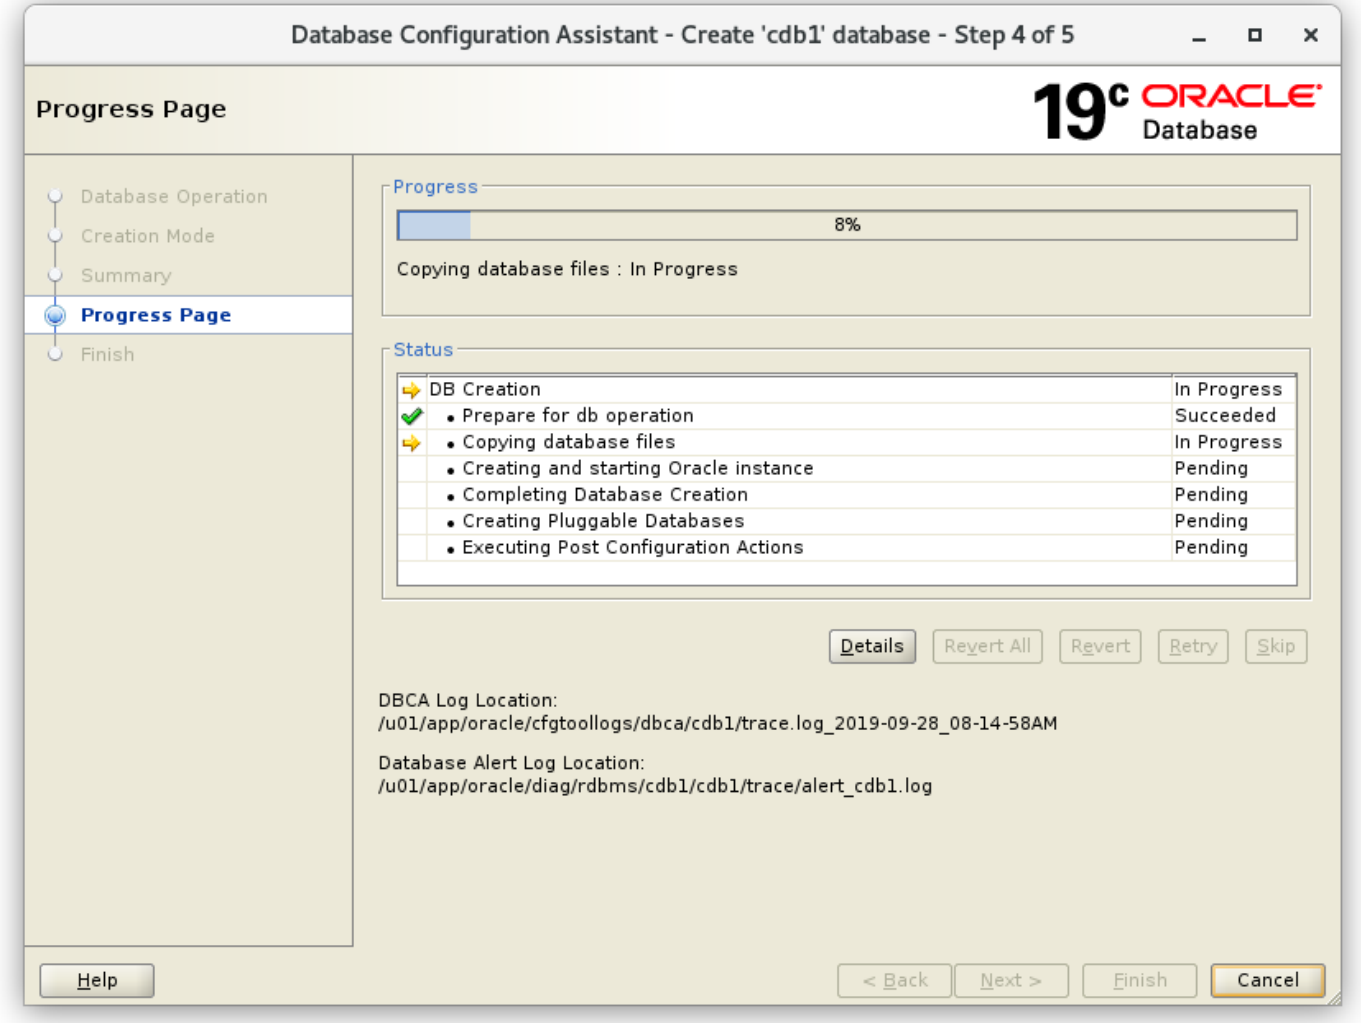 Database Configuration Assistant - Create 'cdb1' database - Step 4 of 5
Progress Page
19c ORACLE
Database
Database Operation
Creation Mode
Summary
Progress Page
Finish
Progress
8%
Copying database files : In Progress
Status
DB Creation In Progress
• Prepare for db operation Succeeded
• Copying database files In Progress
• Creating and starting Oracle instance Pending
• Completing Database Creation Pending
• Creating Pluggable Databases Pending
• Executing Post Configuration Actions Pending
Details Revert All Revert Retry Skip
DBCA Log Location:
/u01/app/oracle/cfgtoollogs/dbca/cdb1/trace.log_2019-09-28_08-14-58AM
Database Alert Log Location:
/u01/app/oracle/diag/rdbms/cdb1/cdb1/trace/alert_cdb1.log
Help < Back Next > Finish Cancel